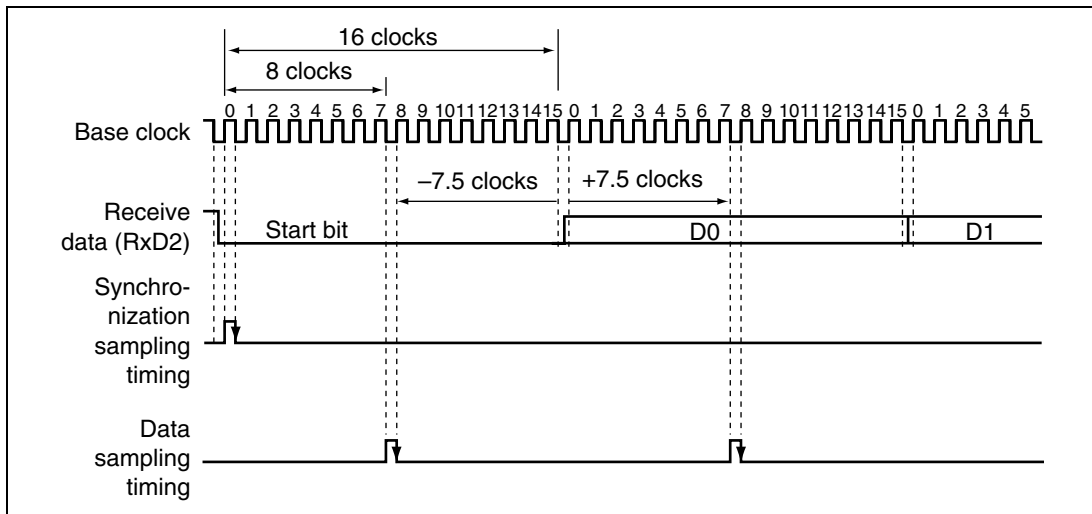 16 clocks
8 clocks
0 1 2 3 4 5 6 7 8 9 10 11 12 13 14 15 0 1 2 3 4 5 6 7 8 9 10 11 12 13 14 15 0 1 2 3 4 5
Base clock
–7.5 clocks +7.5 clocks
Receive
data (RxD2)
Start bit D0 D1
Synchro-
nization
sampling
timing
Data
sampling
timing